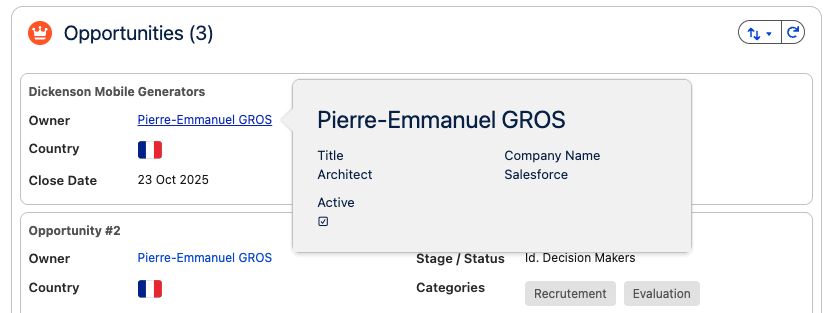 Opportunities (3)
Dickenson Mobile Generators
Owner Pierre-Emmanuel GROS
Country
Close Date 23 Oct 2025
Pierre-Emmanuel GROS
Title Company Name
Architect Salesforce
Active
Opportunity #2
Owner Pierre-Emmanuel GROS Stage / Status Id. Decision Makers
Country Categories Recrutement Evaluation